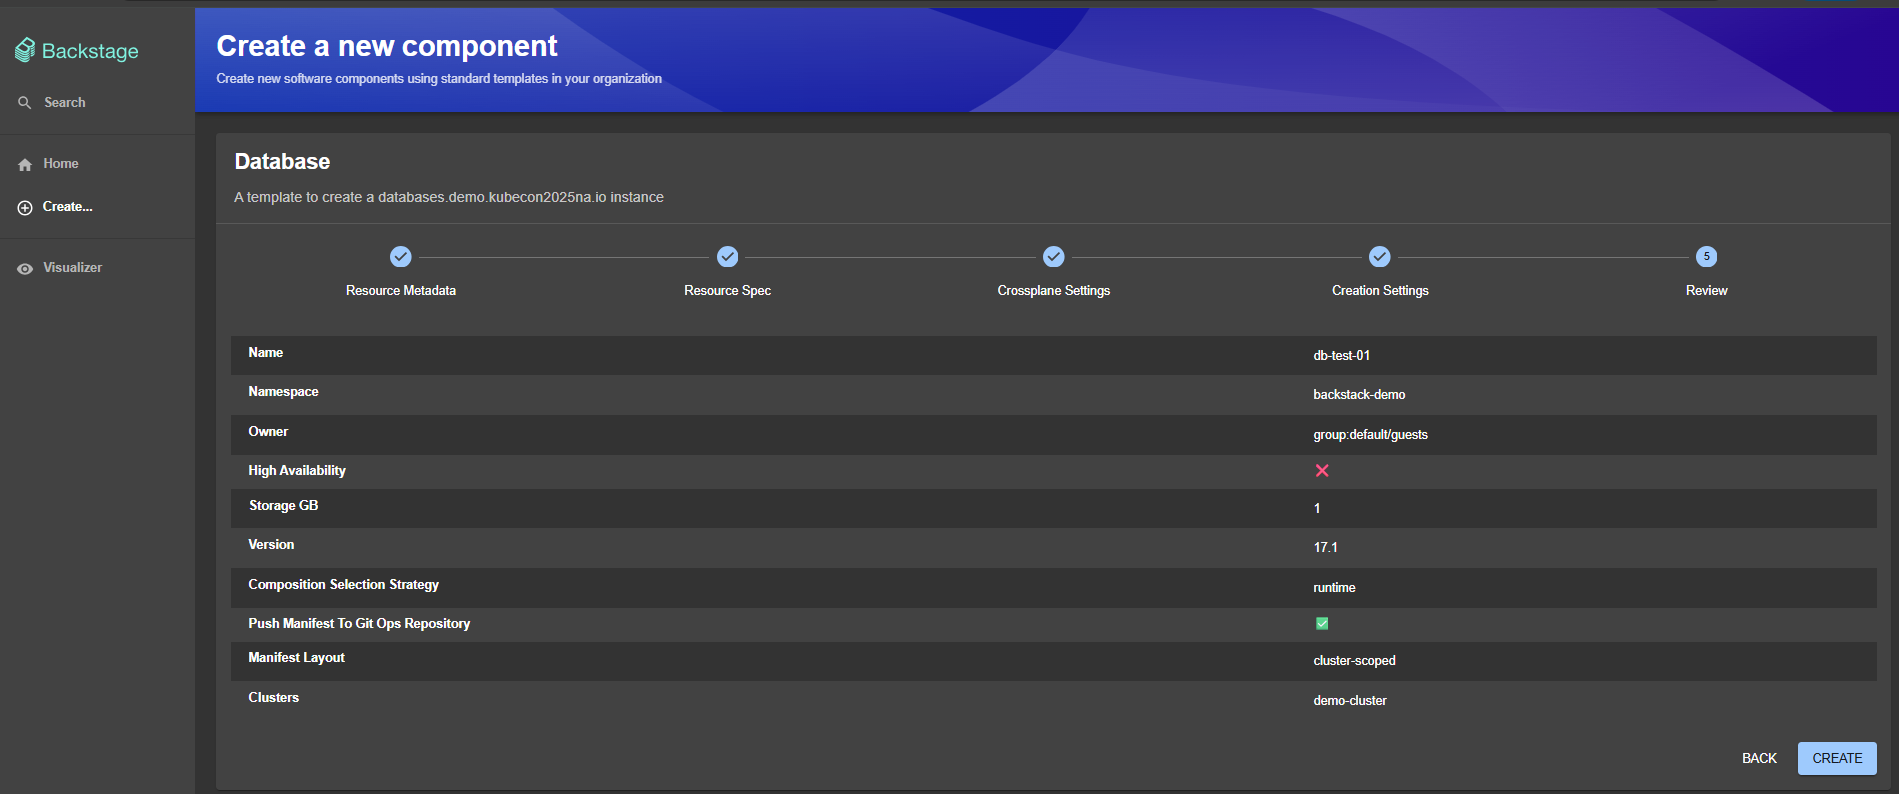 Backstage
Search
Home
Create...
Visualizer
Create a new component
Create new software components using standard templates in your organization
Database
A template to create a databases.demo.kubecon2025na.io instance
5
Resource Metadata
Resource Spec
Crossplane Settings
Creation Settings
Review
Name db-test-01
Namespace backstack-demo
Owner group:default/guests
High Availability
Storage GB 1
Version 17.1
Composition Selection Strategy runtime
Push Manifest To Git Ops Repository
Manifest Layout cluster-scoped
Clusters demo-cluster
BACK CREATE